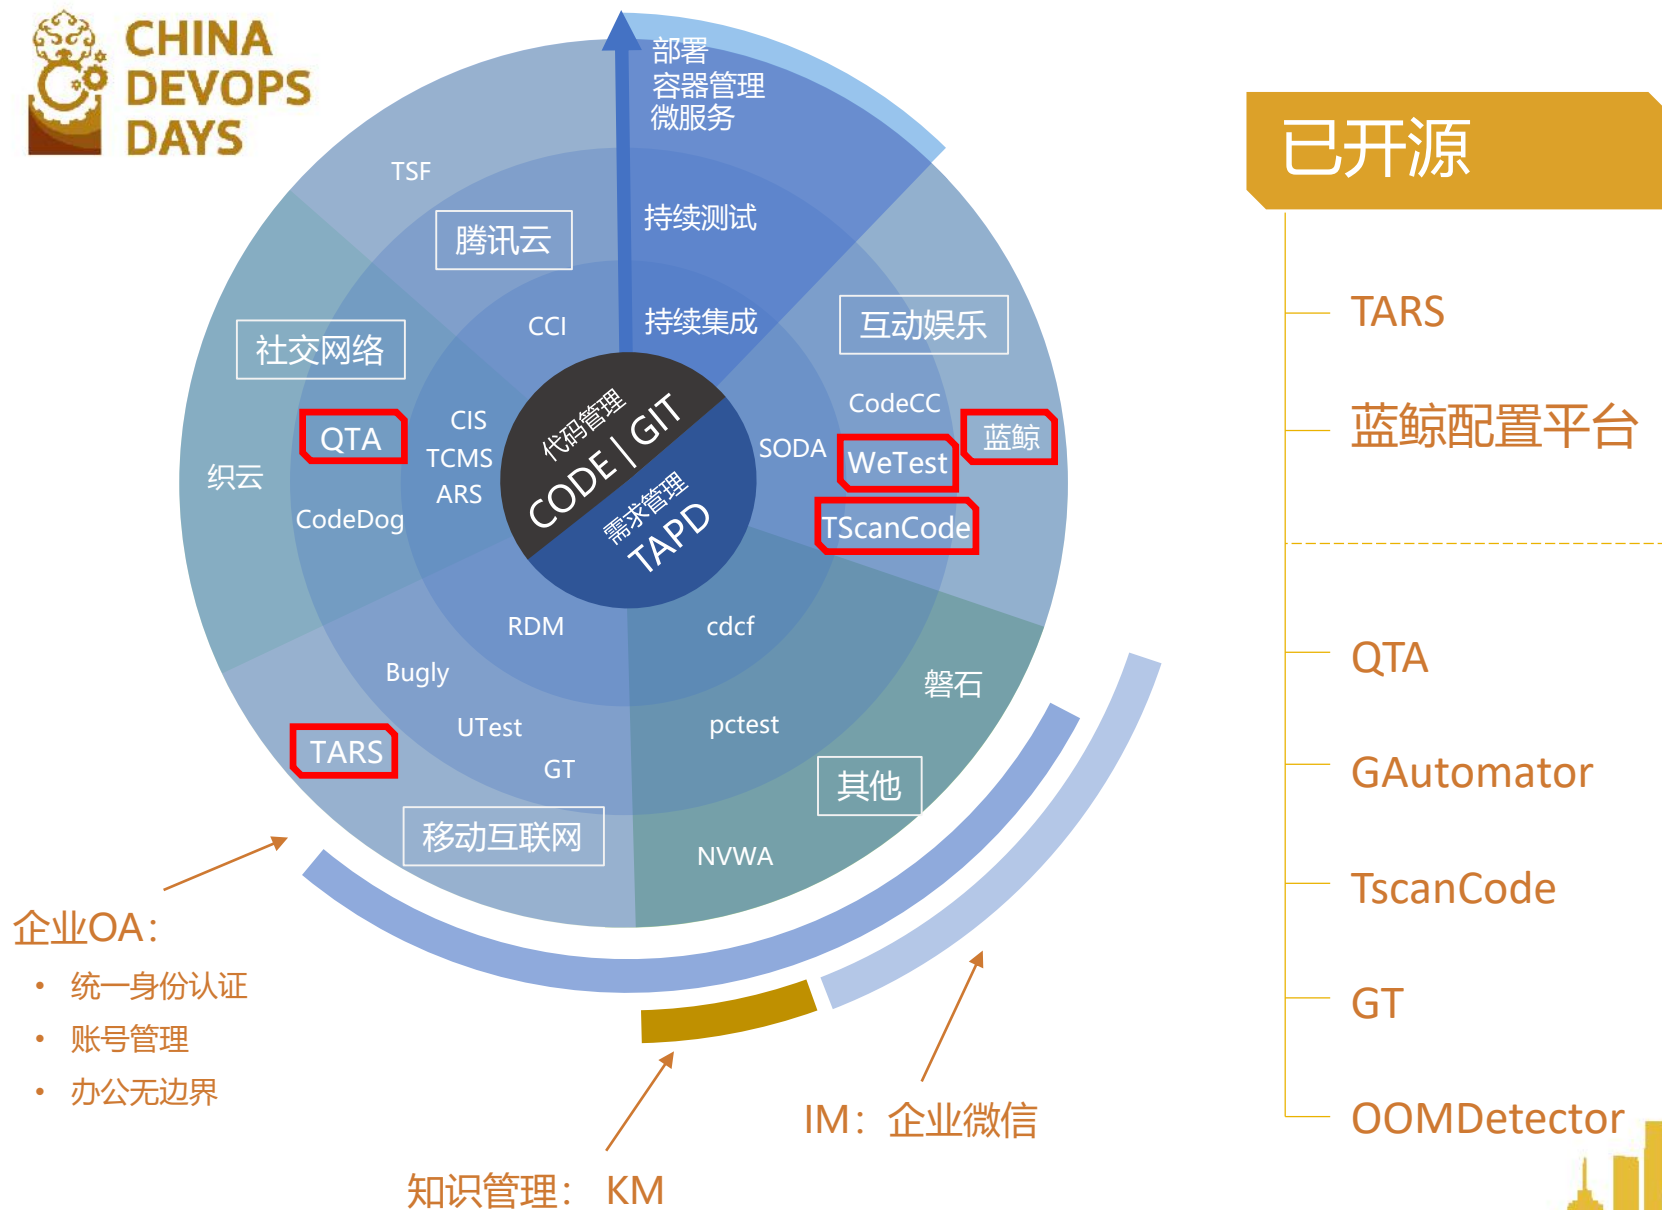 CHINA
DEVOPS
DAYS
部署
容器管理
微服务
持续测试
持续集成
TSF
腾讯云
CCI
社交网络
QTA
CIS
TCMS
ARS
织云
CodeDog
代码管理
CODE | GIT
需求管理
TAPD
互动娱乐
CodeCC
蓝鲸
SODA
WeTest
TScanCode
RDM
Bugly
UTest
TARS
GT
移动互联网
cdcf
磐石
pctest
其他
NVWA
企业OA：
• 统一身份认证
• 账号管理
• 办公无边界
知识管理： KM
IM：企业微信
已开源
TARS
蓝鲸配置平台
QTA
GAutomator
TscanCode
GT
OOMDetector